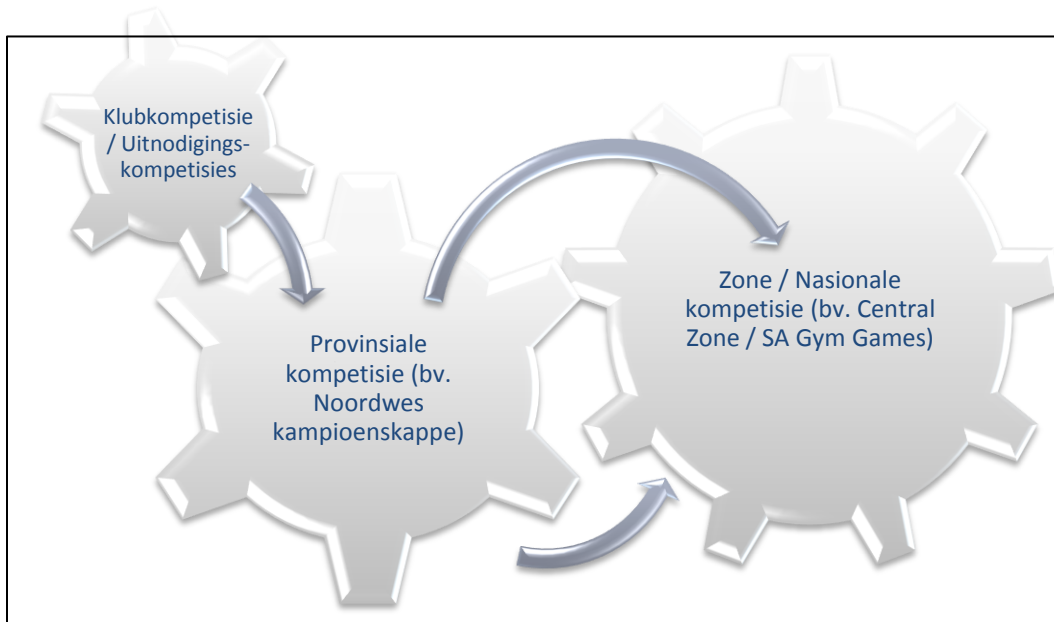 Klubkompetisie
/ Uitnodigings-
kompetisies
Provinsiale
kompetisie (bv.
Noordwes
kampioenskappe)
Zone / Nasionale
kompetisie (bv. Central
Zone / SA Gym Games)